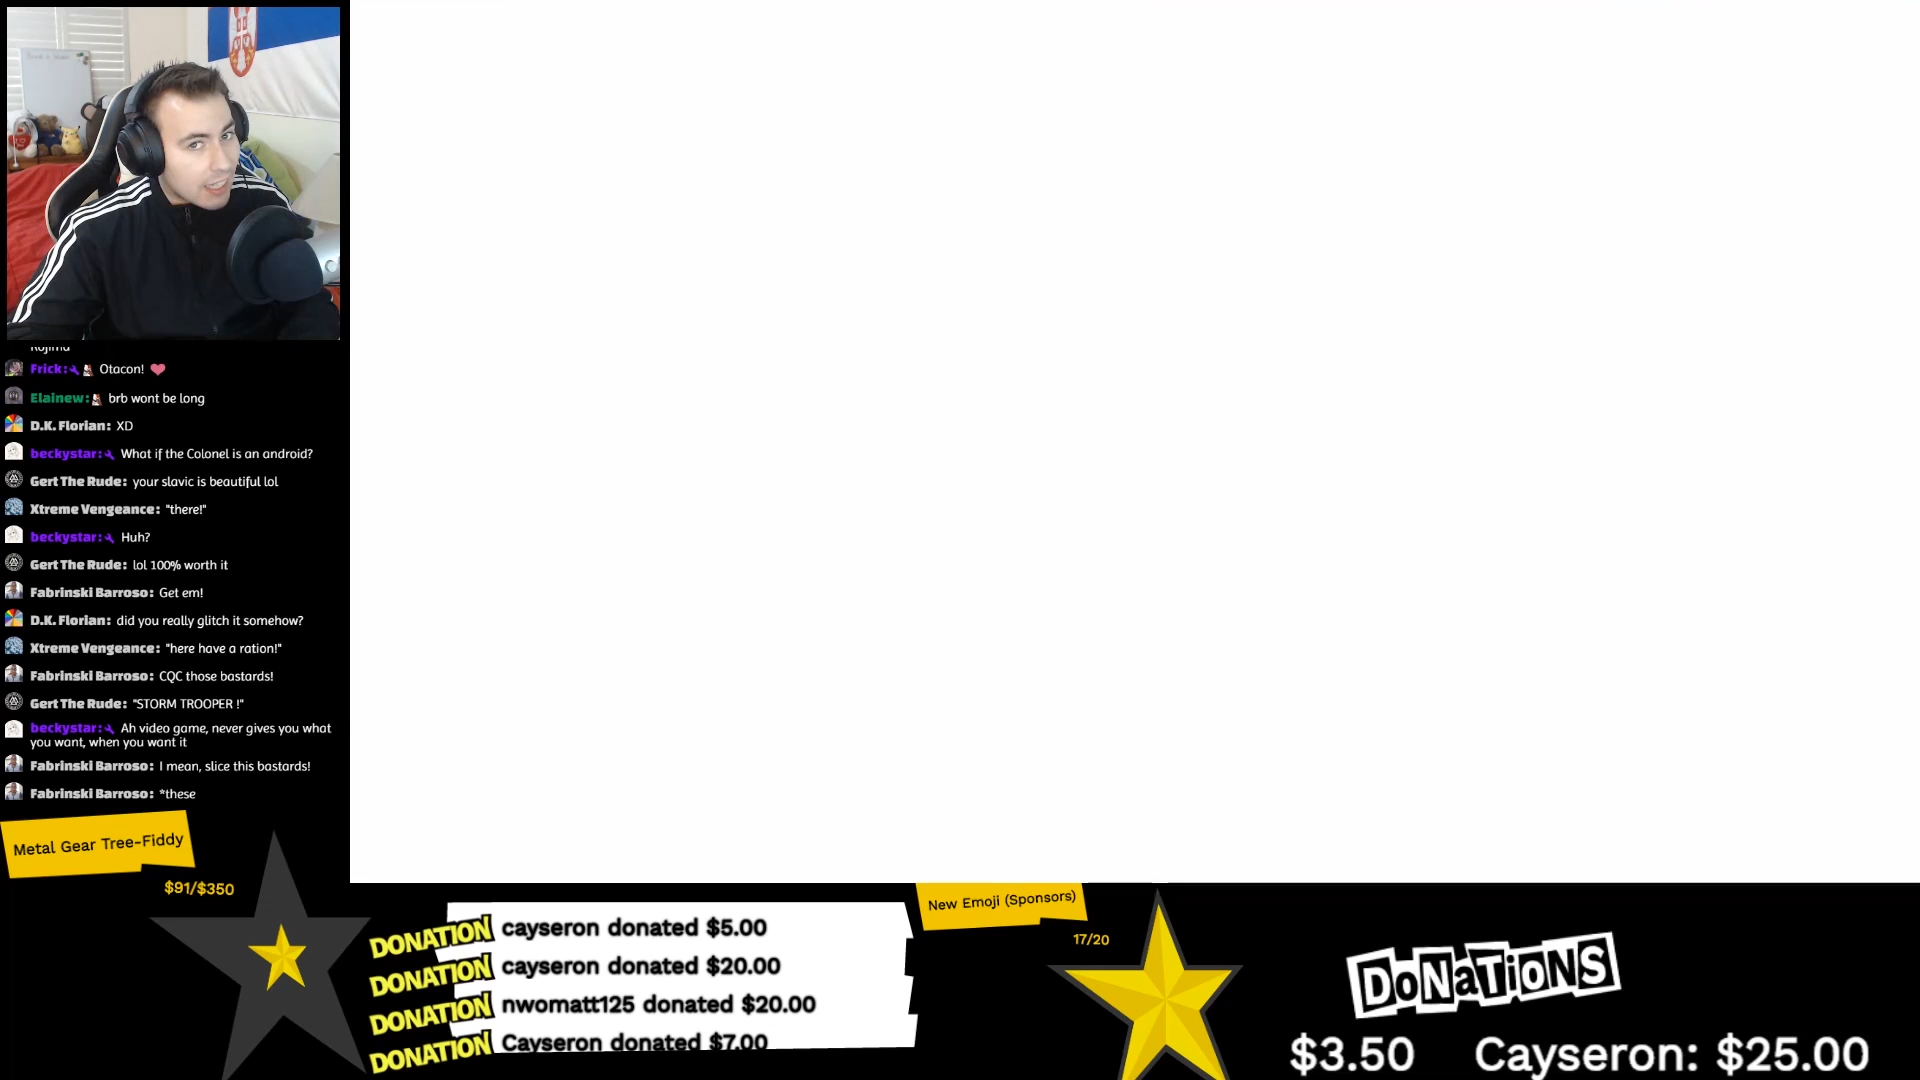 Frick: Otacon!
Elainew: brb wont be long
D.K. Florian: XD
beckystar: What if the Colonel is an android?
Gert The Rude: your slavic is beautiful lol
Xtreme Vengeance: "there!"
beckystar: Huh?
Gert The Rude: lol 100% worth it
Fabrinski Barroso: Get em!
D.K. Florian: did you really glitch it somehow?
Xtreme Vengeance: "here have a ration!"
Fabrinski Barroso: CQC those bastards!
Gert The Rude: "STORM TROOPER !"
beckystar: Ah video game, never gives you what
you want, when you want it
Fabrinski Barroso: I mean, slice this bastards!
Fabrinski Barroso: *these
Metal Gear Tree-Fiddy
$91/$350
DONATION cayseron donated $5.00
DONATION cayseron donated $20.00
DONATION nwomatt125 donated $20.00
DONATION Cayseron donated $7.00
New Emoji (Sponsors)
17/20
DoNaTioNS
$3.50 Cayseron: $25.00